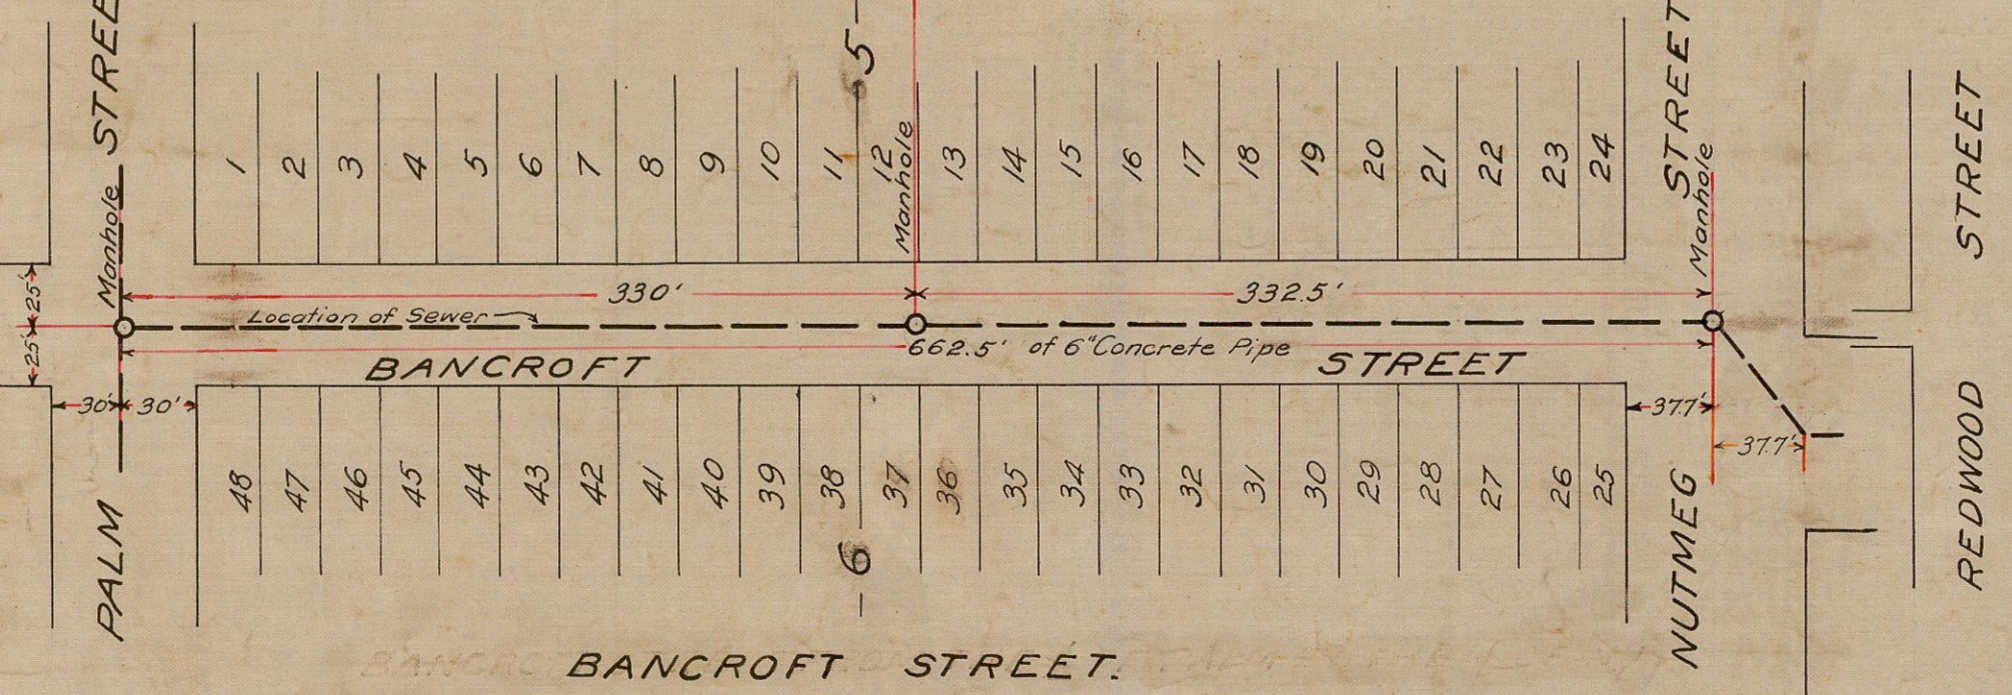 PALM STREE
STREET
NUTMEG
REDWOOD STREET
5-
1 2 3 4 5 6 7 8 9 10 11 12 13 14 15 16 17 18 19 20 21 22 23 24
Manhole
Manhole
Manhole
25'
25'
330'
332.5'
Location of Sewer
662.5' of 6" Concrete Pipe
BANCROFT STREET
30' 30'
37.7'
37.7'
48 47 46 45 44 43 42 41 40 39 38 37 36 35 34 33 32 31 30 29 28 27 26 25
-6
BANCROFT STREET.